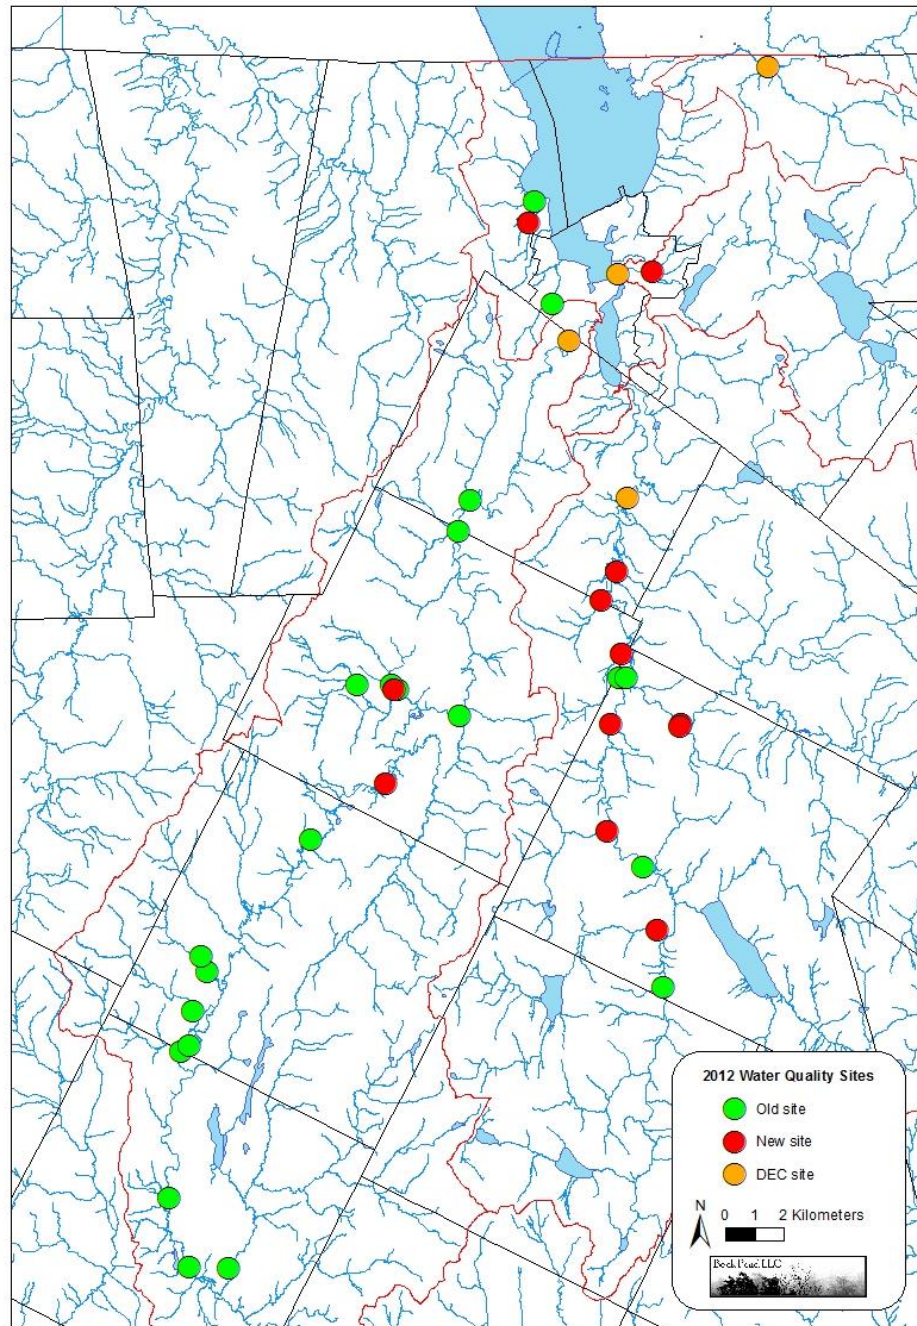 2012 Water Quality Sites
Old site
New site
DEC site
N
0 1 2 Kilometers
Beck Pond LLC